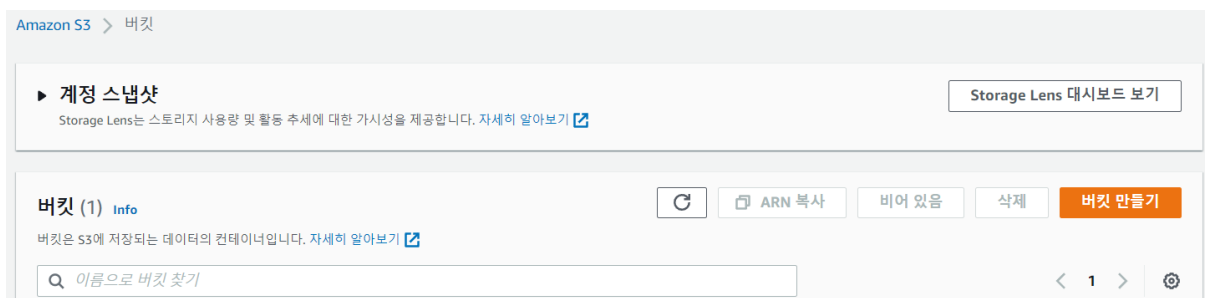 Amazon S3 > 버킷
계정 스냅샷
Storage Lens 대시보드 보기
Storage Lens는 스토리지 사용량 및 활동 추세에 대한 가시성을 제공합니다. 자세히 알아보기
버킷 (1) Info
ARN 복사
비어 있음
삭제
버킷 만들기
버킷은 S3에 저장되는 데이터의 컨테이너입니다. 자세히 알아보기
이름으로 버킷 찾기
< 1 >